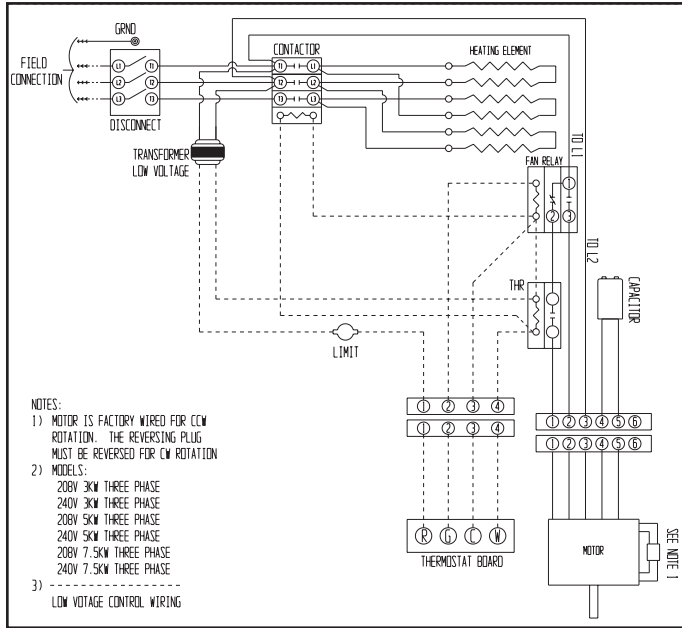 GRND
FIELD
CONNECTION
L1 T1
L2 T2
L3 T3
DISCONNECT
CONTACTOR
T1 L1
T2 L2
T3 L3
HEATING ELEMENT
TRANSFORMER
LOW VOLTAGE
FAN RELAY
1
2 3
TO L1
TO L2
THR
CAPACITOR
LIMIT
1 2 3 4
1 2 3 4
1 2 3 4 5 6
1 2 3 4 5 6
R G C W
THERMOSTAT BOARD
MOTOR
SEE NOTE 1
NOTES:
1) MOTOR IS FACTORY WIRED FOR CCW
ROTATION. THE REVERSING PLUG
MUST BE REVERSED FOR CW ROTATION
2) MODELS:
208V 3KW THREE PHASE
240V 3KW THREE PHASE
208V 5KW THREE PHASE
240V 5KW THREE PHASE
208V 7.5KW THREE PHASE
240V 7.5KW THREE PHASE
3) - - - - - - - - - - - - - - - - -
LOW VOTAGE CONTROL WIRING